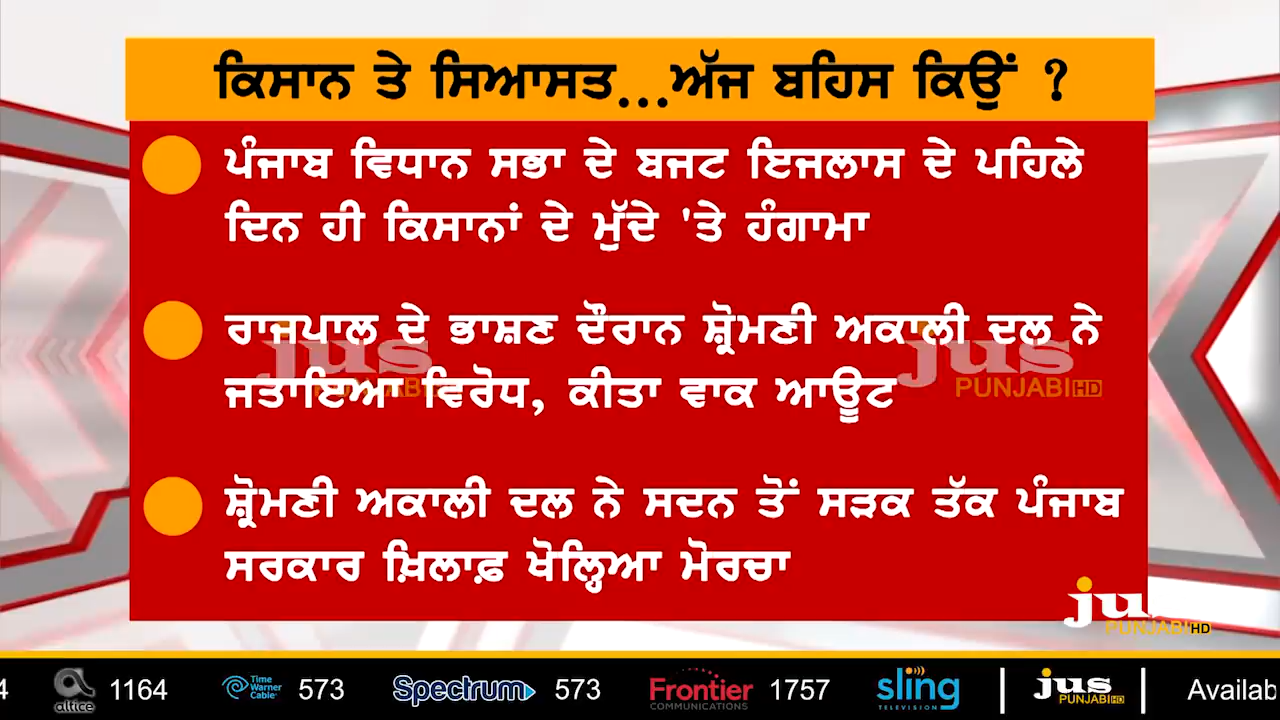 ਕਿਸਾਨ ਤੇ ਸਿਆਸਤ...ਅੱਜ ਬਹਿਸ ਕਿਉਂ ?
ਪੰਜਾਬ ਵਿਧਾਨ ਸਭਾ ਦੇ ਬਜਟ ਇਜਲਾਸ ਦੇ ਪਹਿਲੇ
ਦਿਨ ਹੀ ਕਿਸਾਨਾਂ ਦੇ ਮੁੱਦੇ 'ਤੇ ਹੰਗਾਮਾ
ਰਾਜਪਾਲ ਦੇ ਭਾਸ਼ਣ ਦੌਰਾਨ ਸ਼੍ਰੋਮਣੀ ਅਕਾਲੀ ਦਲ ਨੇ
ਜਤਾਇਆ ਵਿਰੋਧ, ਕੀਤਾ ਵਾਕ ਆਊਟ
jus PUNJABI HD
jus PUNJABI HD
ਸ਼੍ਰੋਮਣੀ ਅਕਾਲੀ ਦਲ ਨੇ ਸਦਨ ਤੋਂ ਸੜਕ ਤੱਕ ਪੰਜਾਬ
ਸਰਕਾਰ ਖ਼ਿਲਾਫ਼ ਖੋਲ੍ਹਿਆ ਮੋਰਚਾ
jus PUNJABI HD
4 altice 1164 Time Warner Cable 573 Spectrum 573 Frontier COMMUNICATIONS 1757 sling TELEVISION | jus PUNJABI HD | Availab